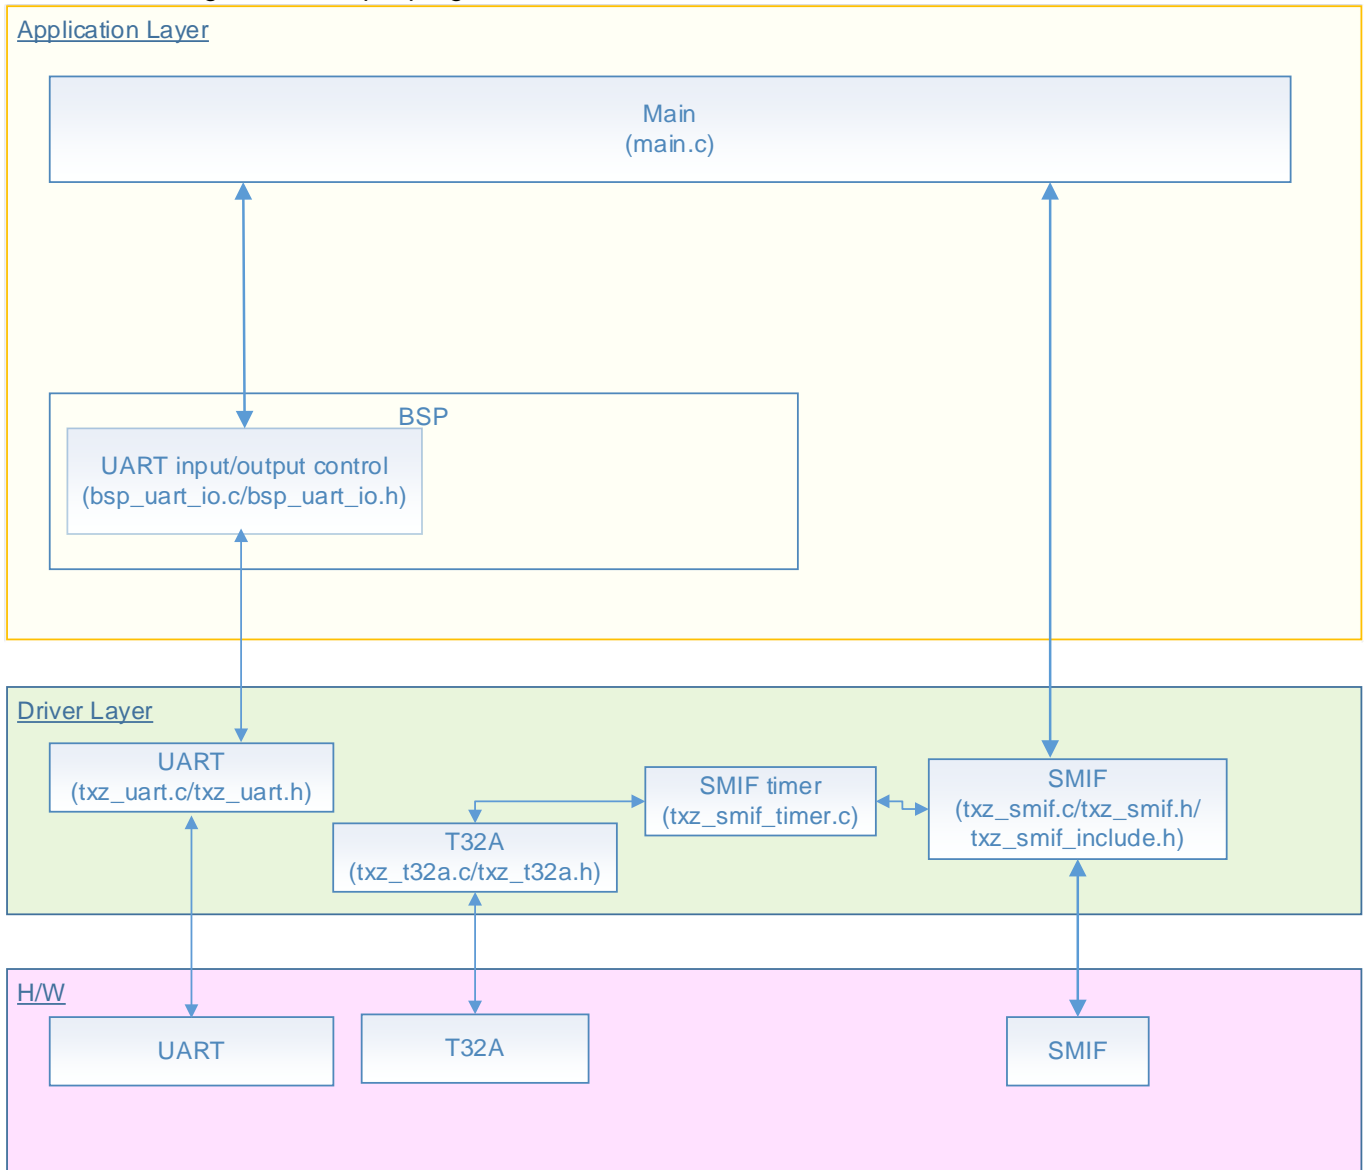 Application Layer
Main
(main.c)
BSP
UART input/output control
(bsp_uart_io.c/bsp_uart_io.h)
Driver Layer
UART
(txz_uart.c/txz_uart.h)
T32A
(txz_t32a.c/txz_t32a.h)
SMIF timer
(txz_smif_timer.c)
SMIF
(txz_smif.c/txz_smif.h/
txz_smif_include.h)
H/W
UART
T32A
SMIF